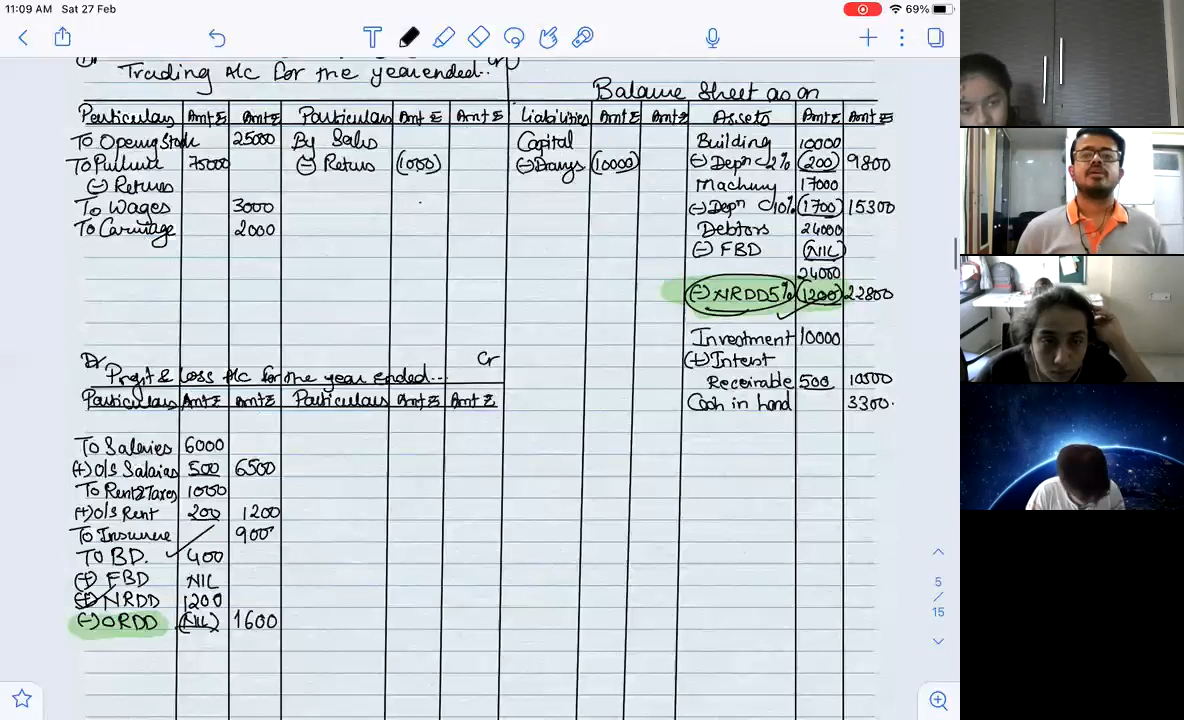 11:09 AM Sat 27 Feb
69%
Trading A/c for the year ended..
Balance Sheet as on
Particulars Amt ₹ Amt ₹ Particulars Amt ₹ Amt ₹ Liabilities Amt ₹ Amt ₹ Assets Amt ₹ Amt ₹
To Opening Stock 25000 By Sales Capital Building 10000
75000 (-) Returns (1000) (-) Drawgs (10000) (-) Depn 2% (200) 9800
(-) Returns Machinery 17000
To Wages 3000 (-) Depn 10% (1700) 15300
To Carriage 2000 Debtors 24000
(-) FBD (NIL)
24000
(-) NRDD 5% (1200) 22800
Investment 10000
(+) Interst
Receivable 500 10500
Cash in hand 3300.
Dr Cr
Profit & Loss A/c for the year ended...
Particulars Amt ₹ Amt ₹ Particulars Amt ₹ Amt ₹
To Salaries 6000
(+) O/s Salaries 500 6500
To Rent & Taxes 1000
(+) O/s Rent 200 1200
To Insurance 900
To BD. 400
(+) FBD NIL
(+) NRDD 1200
(-) ORDD (NIL) 1600
5
/
15